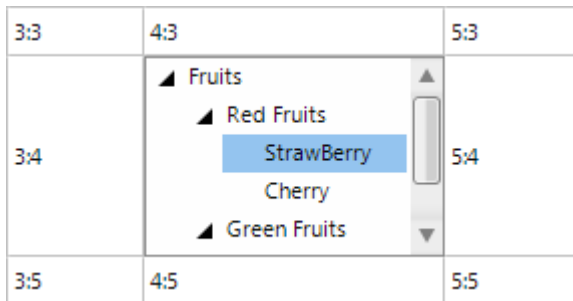 3:3 4:3 5:3
Fruits
Red Fruits
3:4 StrawBerry 5:4
Cherry
Green Fruits
3:5 4:5 5:5